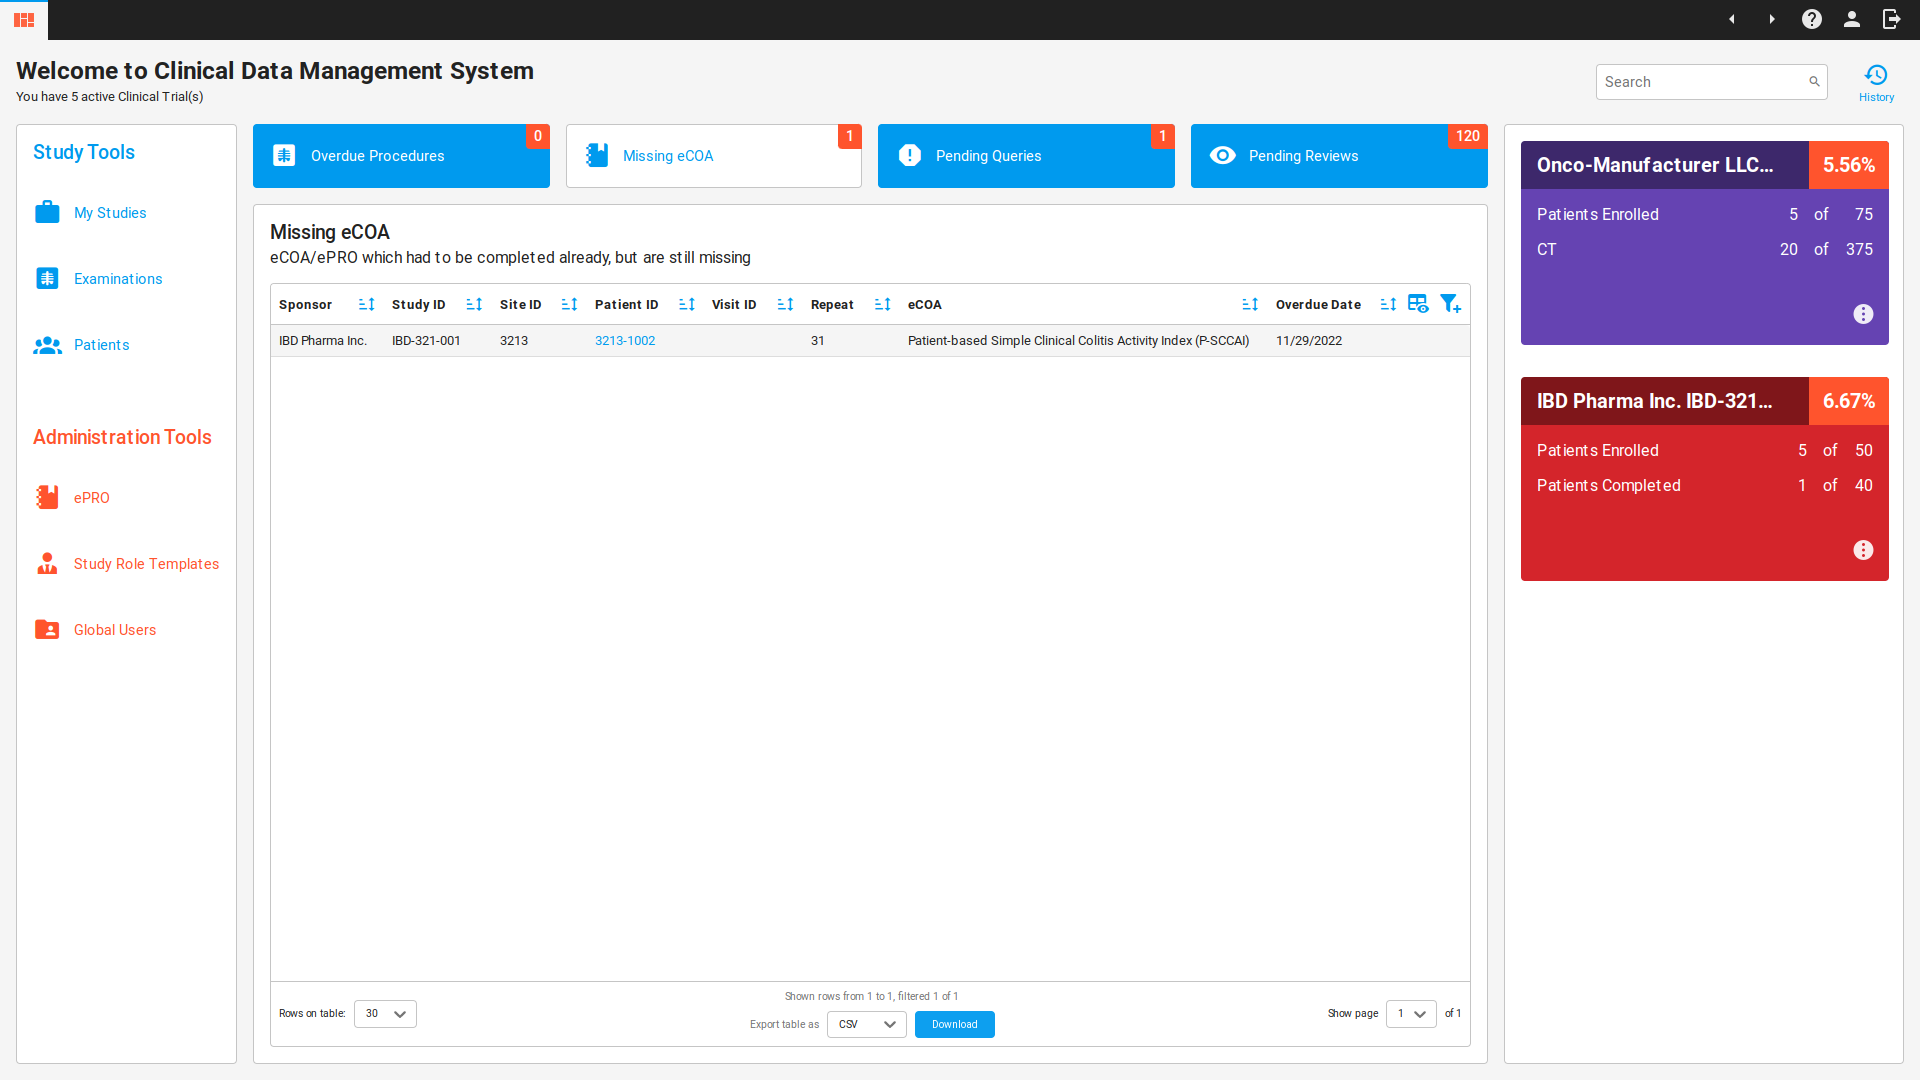 Welcome to Clinical Data Management System
You have 5 active Clinical Trial(s)
Search
History
Study Tools
My Studies
Examinations
Patients
Administration Tools
ePRO
Study Role Templates
Global Users
Overdue Procedures 0
Missing eCOA 1
Pending Queries 1
Pending Reviews 120
Missing eCOA
eCOA/ePRO which had to be completed already, but are still missing
Sponsor Study ID Site ID Patient ID Visit ID Repeat eCOA Overdue Date
IBD Pharma Inc. IBD-321-001 3213 3213-1002 31 Patient-based Simple Clinical Colitis Activity Index (P-SCCAI) 11/29/2022
Rows on table: 30
Shown rows from 1 to 1, filtered 1 of 1
Export table as CSV Download
Show page 1 of 1
Onco-Manufacturer LLC... 5.56%
Patients Enrolled 5 of 75
CT 20 of 375
IBD Pharma Inc. IBD-321... 6.67%
Patients Enrolled 5 of 50
Patients Completed 1 of 40